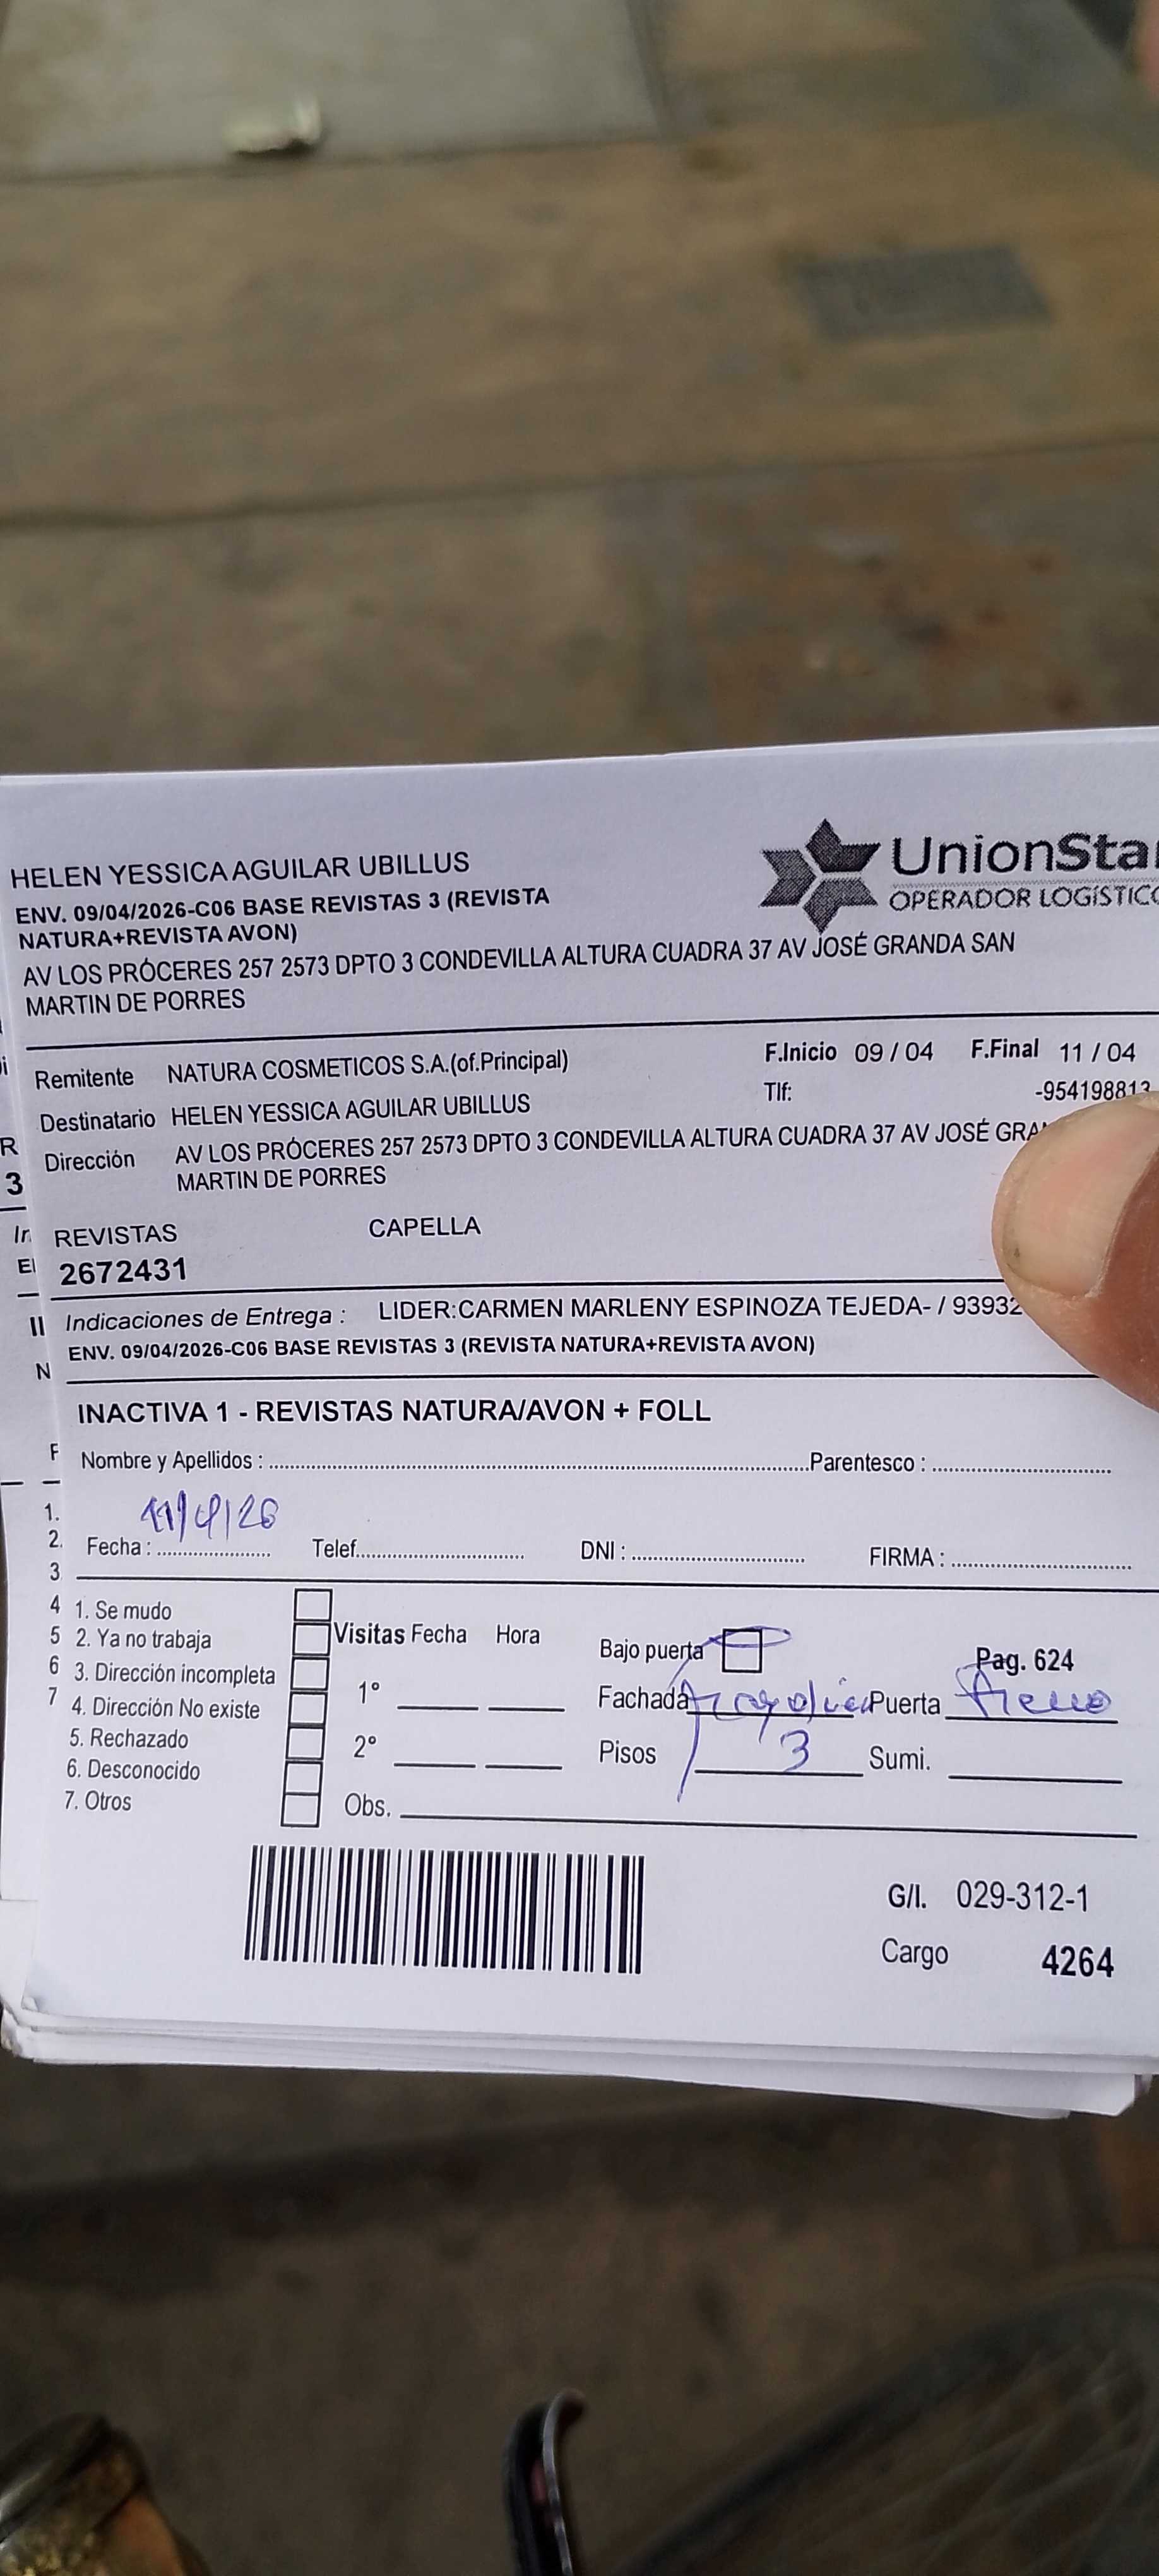 HELEN YESSICA AGUILAR UBILLUS
UnionSta
OPERADOR LOGÍSTICO
ENV. 09/04/2026-C06 BASE REVISTAS 3 (REVISTA
NATURA+REVISTA AVON)
AV LOS PRÓCERES 257 2573 DPTO 3 CONDEVILLA ALTURA CUADRA 37 AV JOSÉ GRANDA SAN
MARTIN DE PORRES
Remitente NATURA COSMETICOS S.A.(of.Principal) F.Inicio 09 / 04 F.Final 11 / 04
Destinatario HELEN YESSICA AGUILAR UBILLUS Tlf: -954198813
Dirección AV LOS PRÓCERES 257 2573 DPTO 3 CONDEVILLA ALTURA CUADRA 37 AV JOSÉ GRA
MARTIN DE PORRES
REVISTAS CAPELLA
2672431
Indicaciones de Entrega : LIDER:CARMEN MARLENY ESPINOZA TEJEDA- / 93932
ENV. 09/04/2026-C06 BASE REVISTAS 3 (REVISTA NATURA+REVISTA AVON)
INACTIVA 1 - REVISTAS NATURA/AVON + FOLL
Nombre y Apellidos : Parentesco :
Fecha : 11/4/26 Telef. DNI : FIRMA :
1. Se mudo
2. Ya no trabaja
3. Dirección incompleta
4. Dirección No existe
5. Rechazado
6. Desconocido
7. Otros
Visitas Fecha Hora
1°
2°
Obs.
Bajo puerta
Pag. 624
Fachada Puerta
Pisos 3 Sumi.
G/I. 029-312-1
Cargo 4264